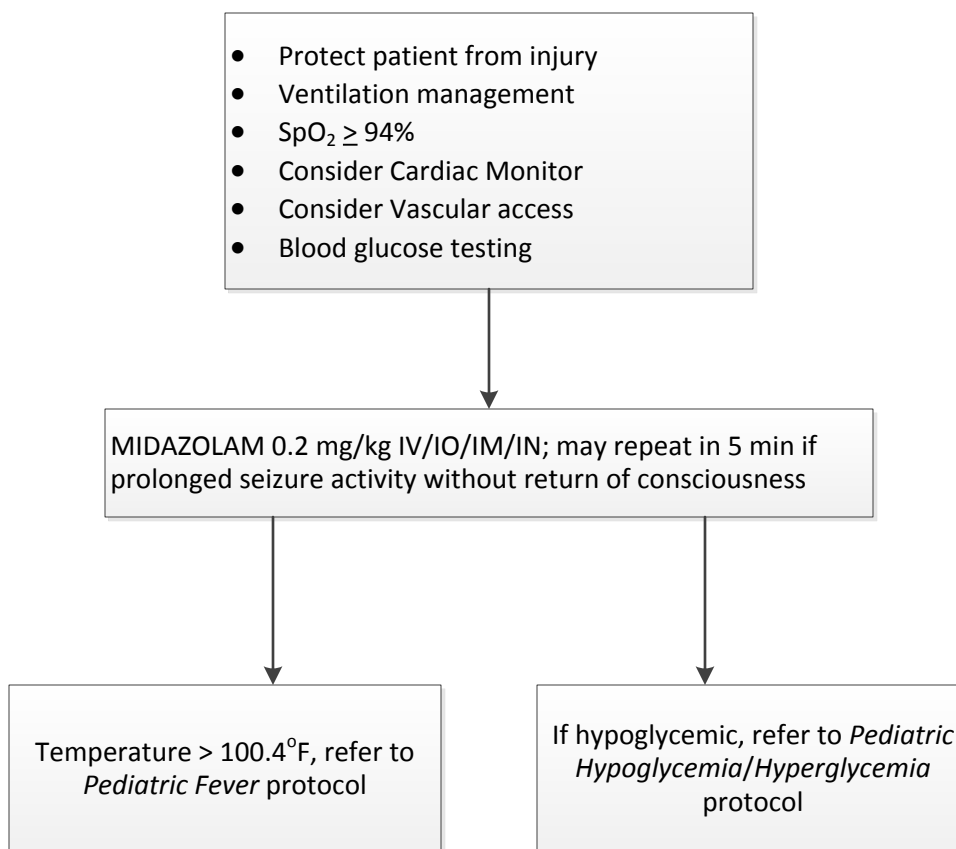 • Protect patient from injury
• Ventilation management
• SpO₂ ≥ 94%
• Consider Cardiac Monitor
• Consider Vascular access
• Blood glucose testing
MIDAZOLAM 0.2 mg/kg IV/IO/IM/IN; may repeat in 5 min if
prolonged seizure activity without return of consciousness
Temperature > 100.4°F, refer to
Pediatric Fever protocol
If hypoglycemic, refer to Pediatric
Hypoglycemia/Hyperglycemia
protocol